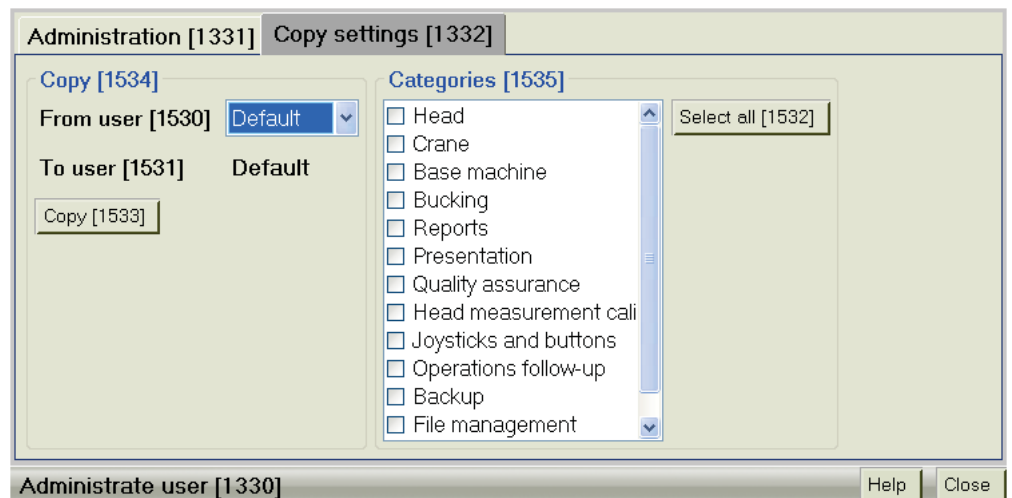 Administration [1331] Copy settings [1332]
Copy [1534]
From user [1530] Default
To user [1531] Default
Copy [1533]
Categories [1535]
Head
Crane
Base machine
Bucking
Reports
Presentation
Quality assurance
Head measurement cali
Joysticks and buttons
Operations follow-up
Backup
File management
Select all [1532]
Administrate user [1330] Help Close